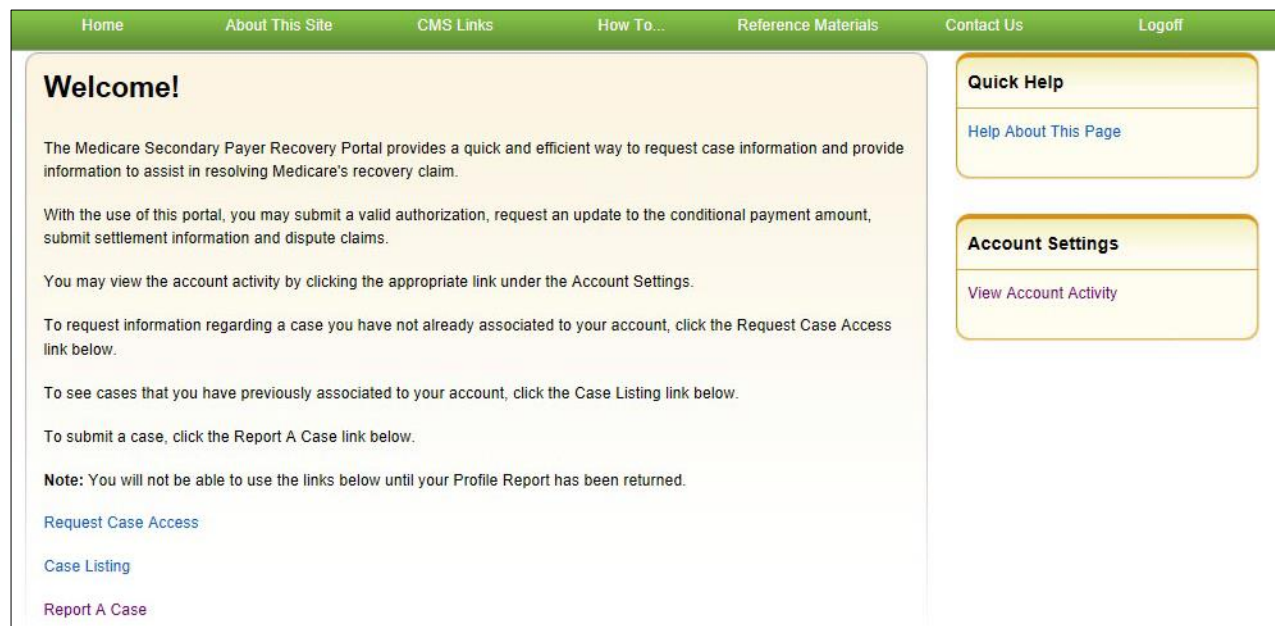 Home About This Site CMS Links How To... Reference Materials Contact Us Logoff
Welcome!
The Medicare Secondary Payer Recovery Portal provides a quick and efficient way to request case information and provide
information to assist in resolving Medicare's recovery claim.
With the use of this portal, you may submit a valid authorization, request an update to the conditional payment amount,
submit settlement information and dispute claims.
You may view the account activity by clicking the appropriate link under the Account Settings.
To request information regarding a case you have not already associated to your account, click the Request Case Access
link below.
To see cases that you have previously associated to your account, click the Case Listing link below.
To submit a case, click the Report A Case link below.
Note: You will not be able to use the links below until your Profile Report has been returned.
Request Case Access
Case Listing
Report A Case
Quick Help
Help About This Page
Account Settings
View Account Activity